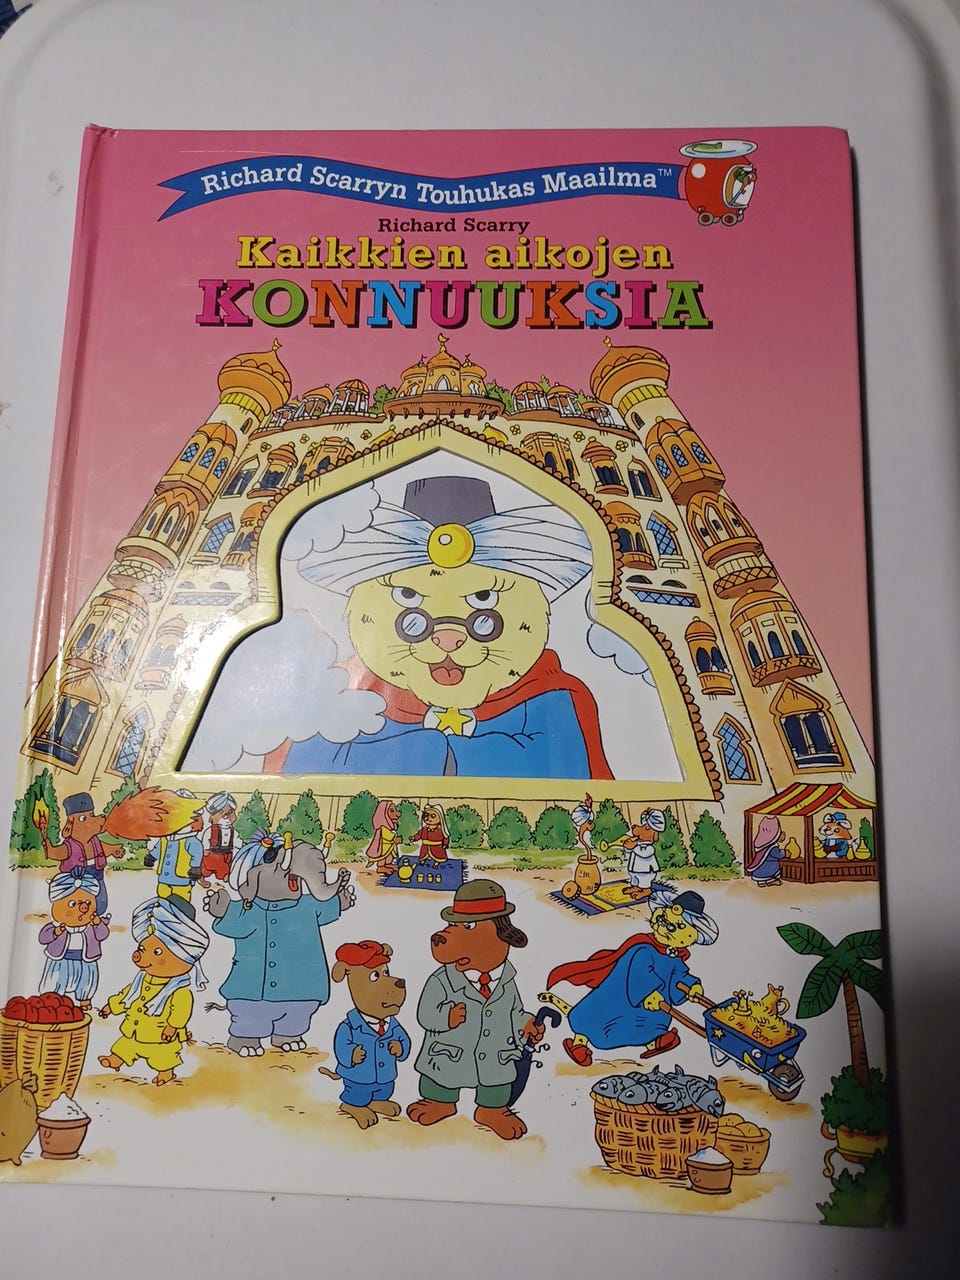 Richard Scarryn Touhukas Maailma™
Richard Scarry
Kaikkien aikojen
KONNUUKSIA